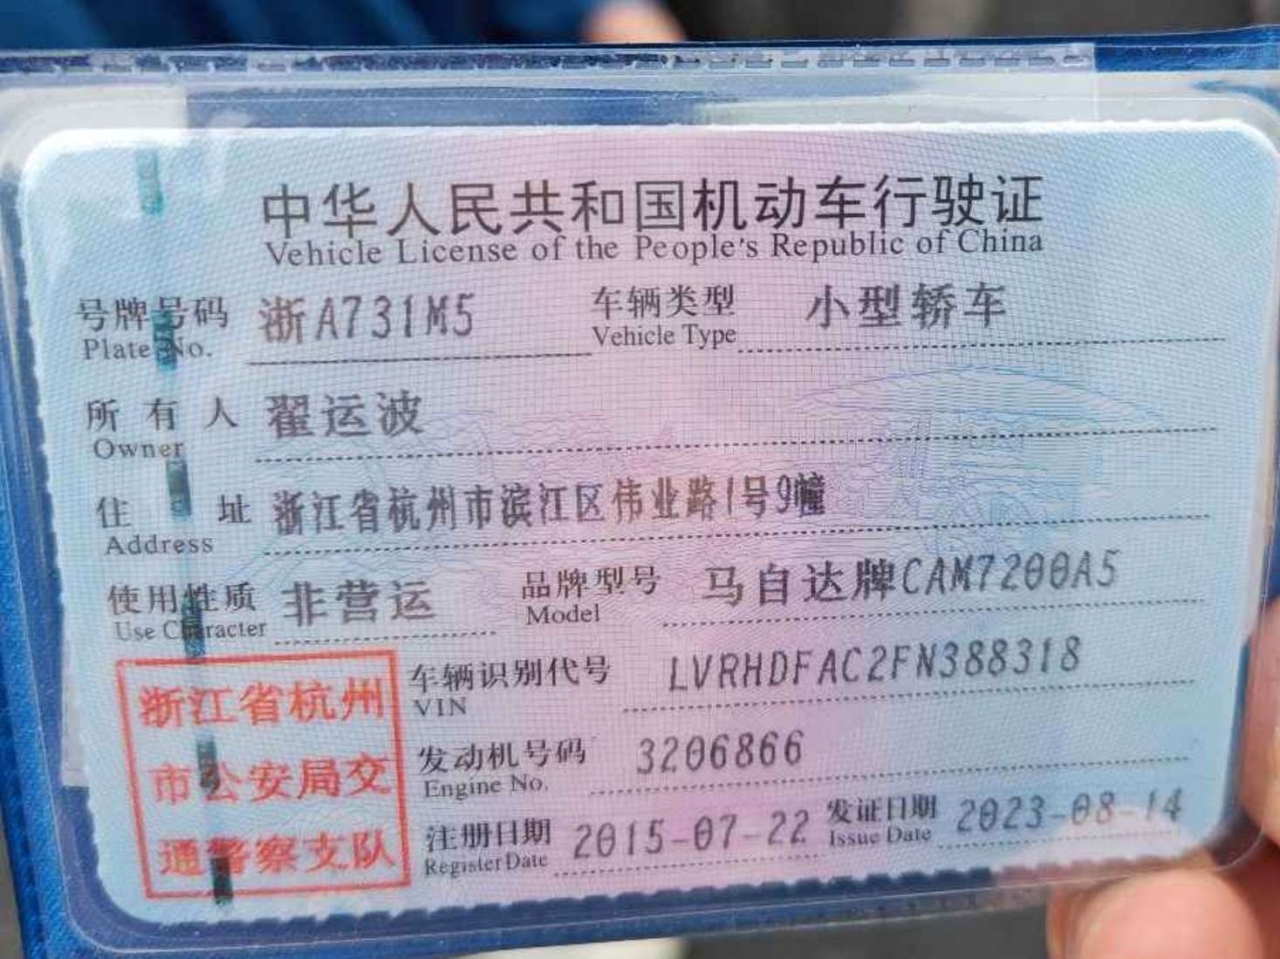 中华人民共和国机动车行驶证
Vehicle License of the People's Republic of China
号牌号码 浙A731M5 车辆类型 小型轿车
Plate No. Vehicle Type
所有人 翟运波
Owner
住址 浙江省杭州市滨江区伟业路1号9幢
Address
使用性质 非营运 品牌型号 马自达牌CAM7200A5
Use Character Model
车辆识别代号 LVRHDFAC2FN388318
VIN
发动机号码 3206866
Engine No.
注册日期 2015-07-22 发证日期 2023-08-14
Register Date Issue Date
浙江省杭州
市公安局交
通警察支队